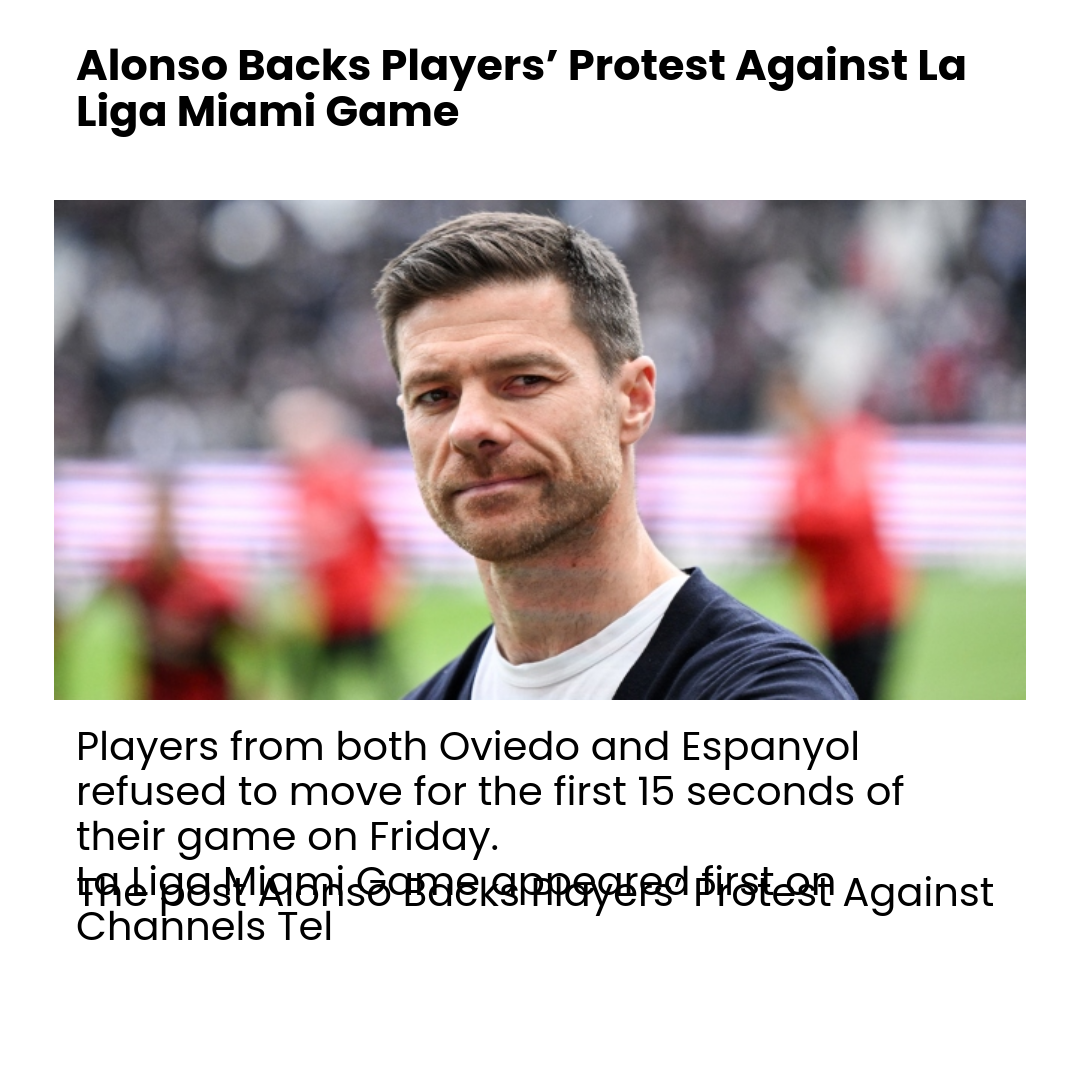 Alonso Backs Players’ Protest Against La
Liga Miami Game
Players from both Oviedo and Espanyol
refused to move for the first 15 seconds of
their game on Friday.
The post Alonso Backs Players’ Protest Against
La Liga Miami Game appeared first on
Channels Tel